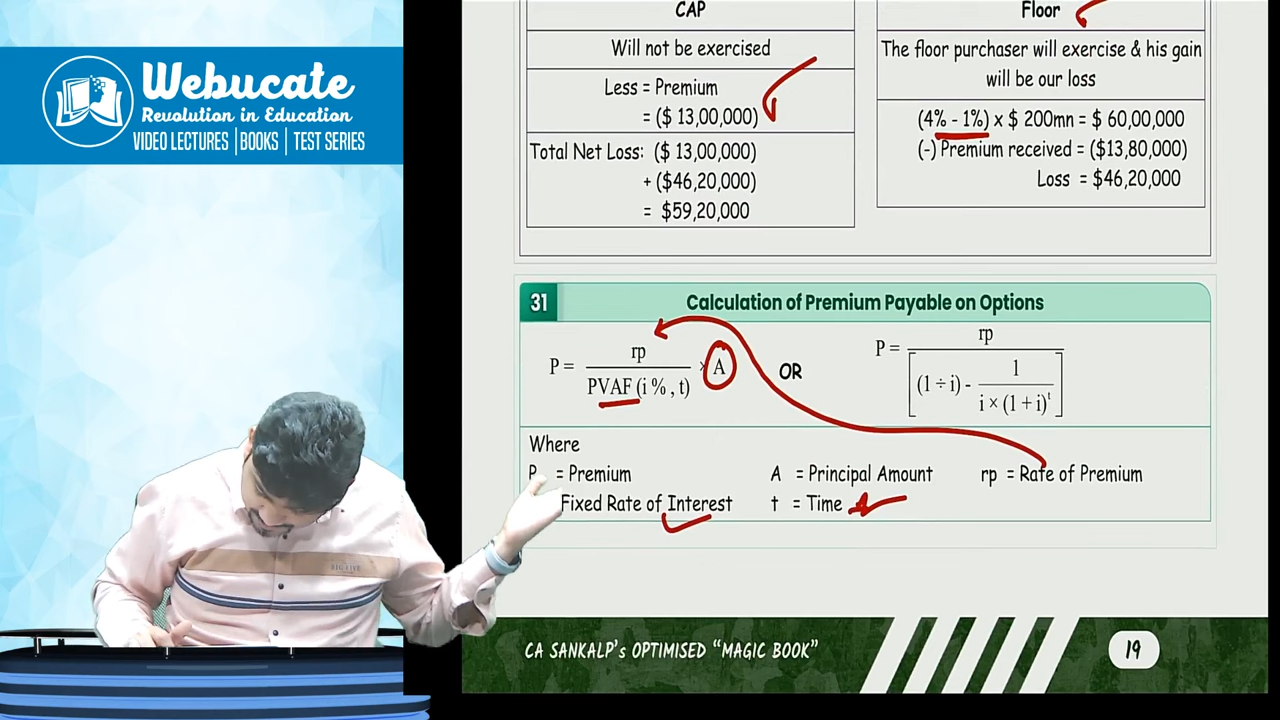 Webucate
Revolution in Education
VIDEO LECTURES | BOOKS | TEST SERIES
CAP
Will not be exercised
Less = Premium
= ($ 13,00,000)
Total Net Loss: ($ 13,00,000)
+ ($46,20,000)
= $59,20,000
Floor
The floor purchaser will exercise & his gain
will be our loss
(4% - 1%) x $ 200mn = $ 60,00,000
(-) Premium received = ($13,80,000)
Loss = $46,20,000
31 Calculation of Premium Payable on Options
P = rp / PVAF (i %, t) × A OR P = rp / [(1 ÷ i) - 1 / i × (1 + i)^t]
Where
P = Premium A = Principal Amount rp = Rate of Premium
Fixed Rate of Interest t = Time
CA SANKALP's OPTIMISED "MAGIC BOOK" 19